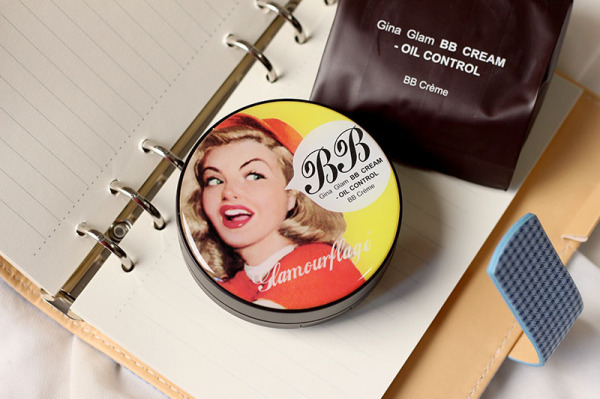 Gina Glam BB CREAM
- OIL CONTROL
BB Crème
BB
Gina Glam BB CREAM
- OIL CONTROL
BB Crème
Glamourflage